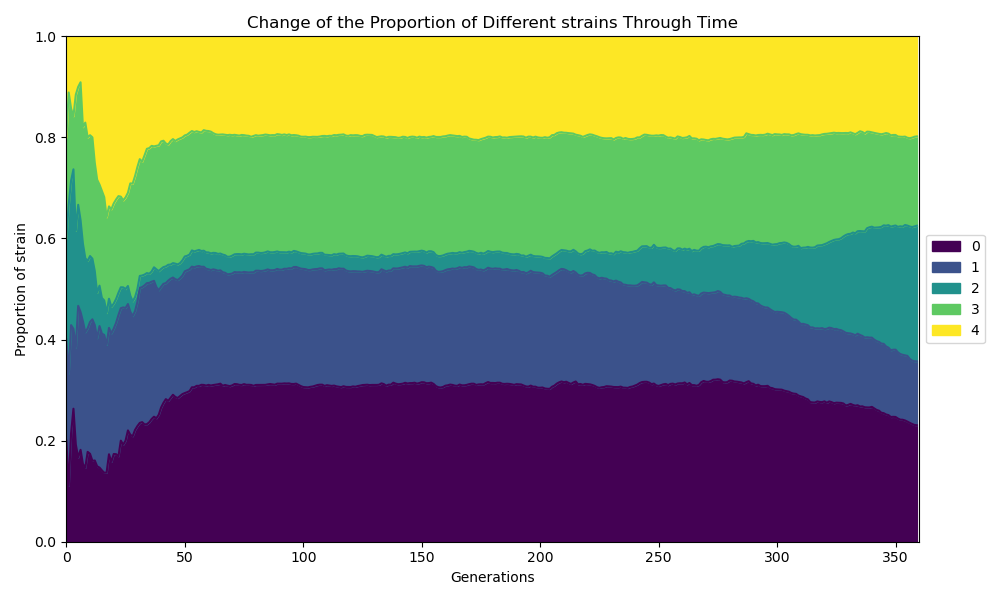 Change of the Proportion of Different strains Through Time
1.0
0.8
0.6
0.4
0.2
0.0
Proportion of strain
0
1
2
3
4
0 50 100 150 200 250 300 350
Generations